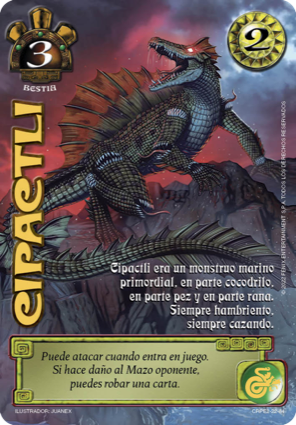 3
BESTIA
2
CIPACTLI
Cipactli era un monstruo marino
primordial, en parte cocodrilo,
en parte pez y en parte rana.
Siempre hambriento,
siempre cazando.
Puede atacar cuando entra en juego.
Si hace daño al Mazo oponente,
puedes robar una carta.
ILUSTRADOR: JUANEX